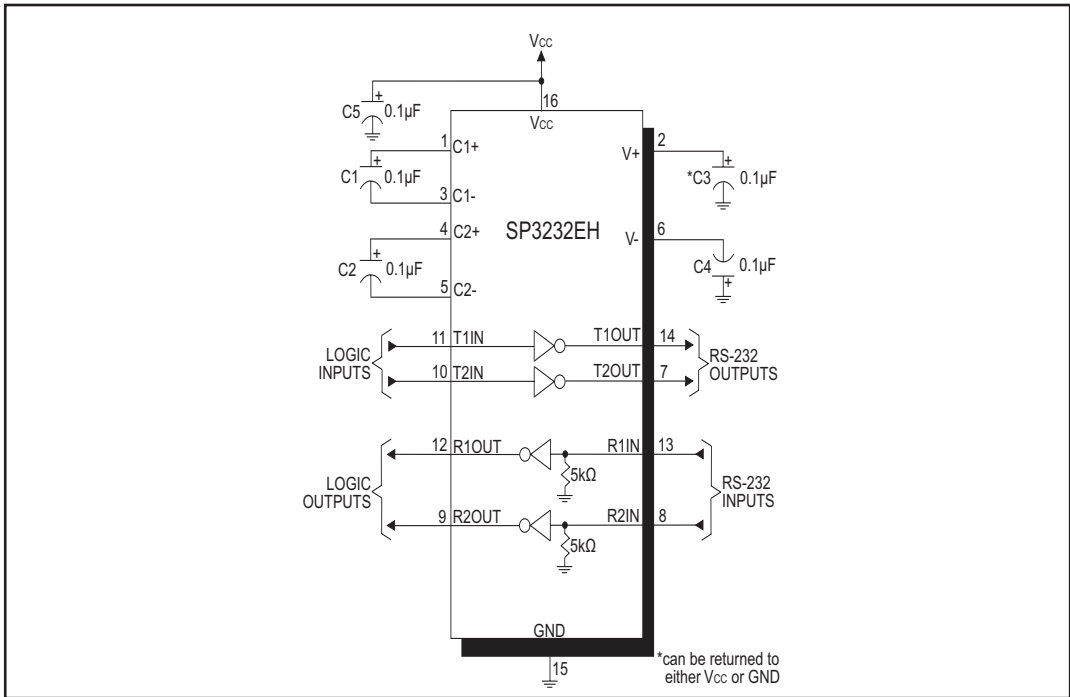 VCC
C5
+
0.1µF
16
VCC
1
C1+
C1
+
0.1µF
3
C1-
4
C2+
C2
+
0.1µF
5
C2-
SP3232EH
V+
2
*C3
+
0.1µF
V-
6
C4
0.1µF
+
LOGIC
INPUTS
11
T1IN
T1OUT
14
10
T2IN
T2OUT
7
RS-232
OUTPUTS
LOGIC
OUTPUTS
12
R1OUT
R1IN
13
5kΩ
9
R2OUT
R2IN
8
5kΩ
RS-232
INPUTS
GND
15
*can be returned to
either VCC or GND